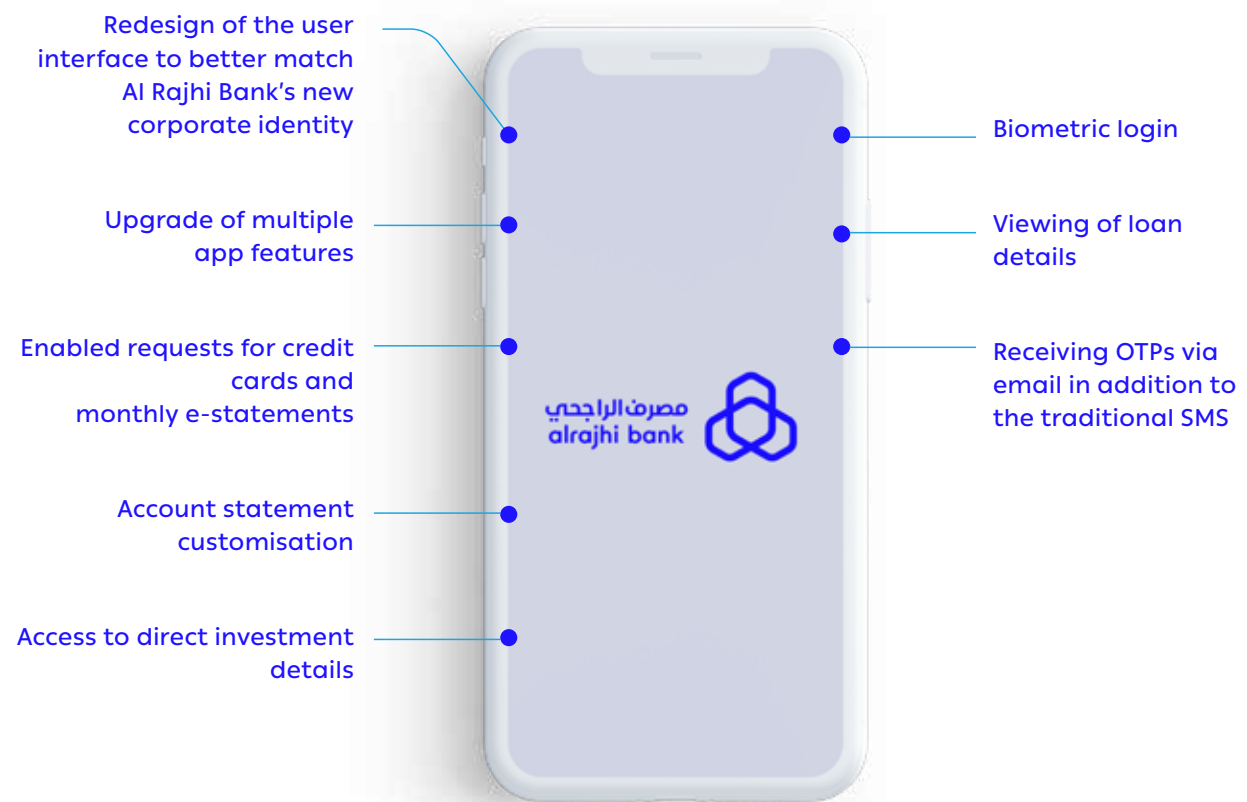 Redesign of the user
interface to better match
Al Rajhi Bank's new
corporate identity
Upgrade of multiple
app features
Enabled requests for credit
cards and
monthly e-statements
Account statement
customisation
Access to direct investment
details
مصرف الراجحي
alrajhi bank
Biometric login
Viewing of loan
details
Receiving OTPs via
email in addition to
the traditional SMS